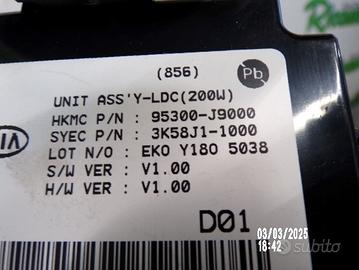 (856)
Pb
UNIT ASS'Y-LDC(200W)
HKMC P/N : 95300-J9000
SYEC P/N : 3K58J1-1000
LOT N/O : EKO Y180 5038
S/W VER : V1.00
H/W VER : V1.00
D01
03/03/2025
18:42
subito